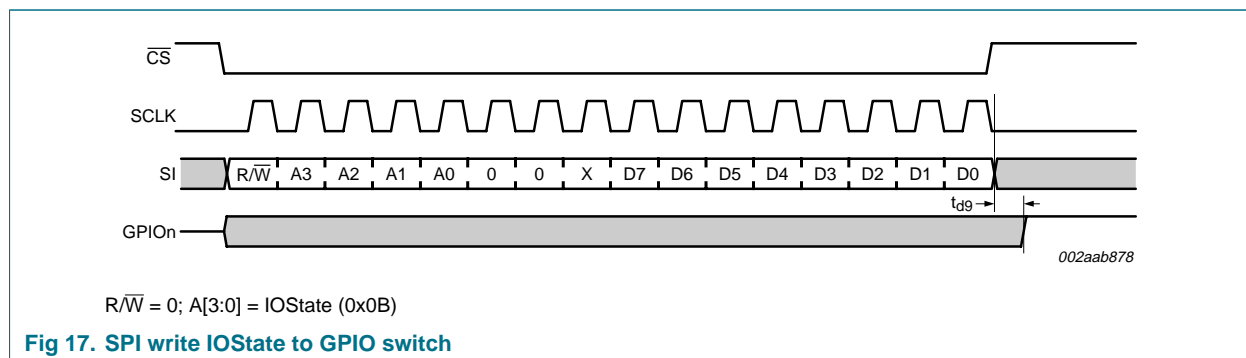 C̅S̅
SCLK
SI R/W̅ A3 A2 A1 A0 0 0 X D7 D6 D5 D4 D3 D2 D1 D0
td9
GPIOn
002aab878
R/W̅ = 0; A[3:0] = IOState (0x0B)
Fig 17. SPI write IOState to GPIO switch